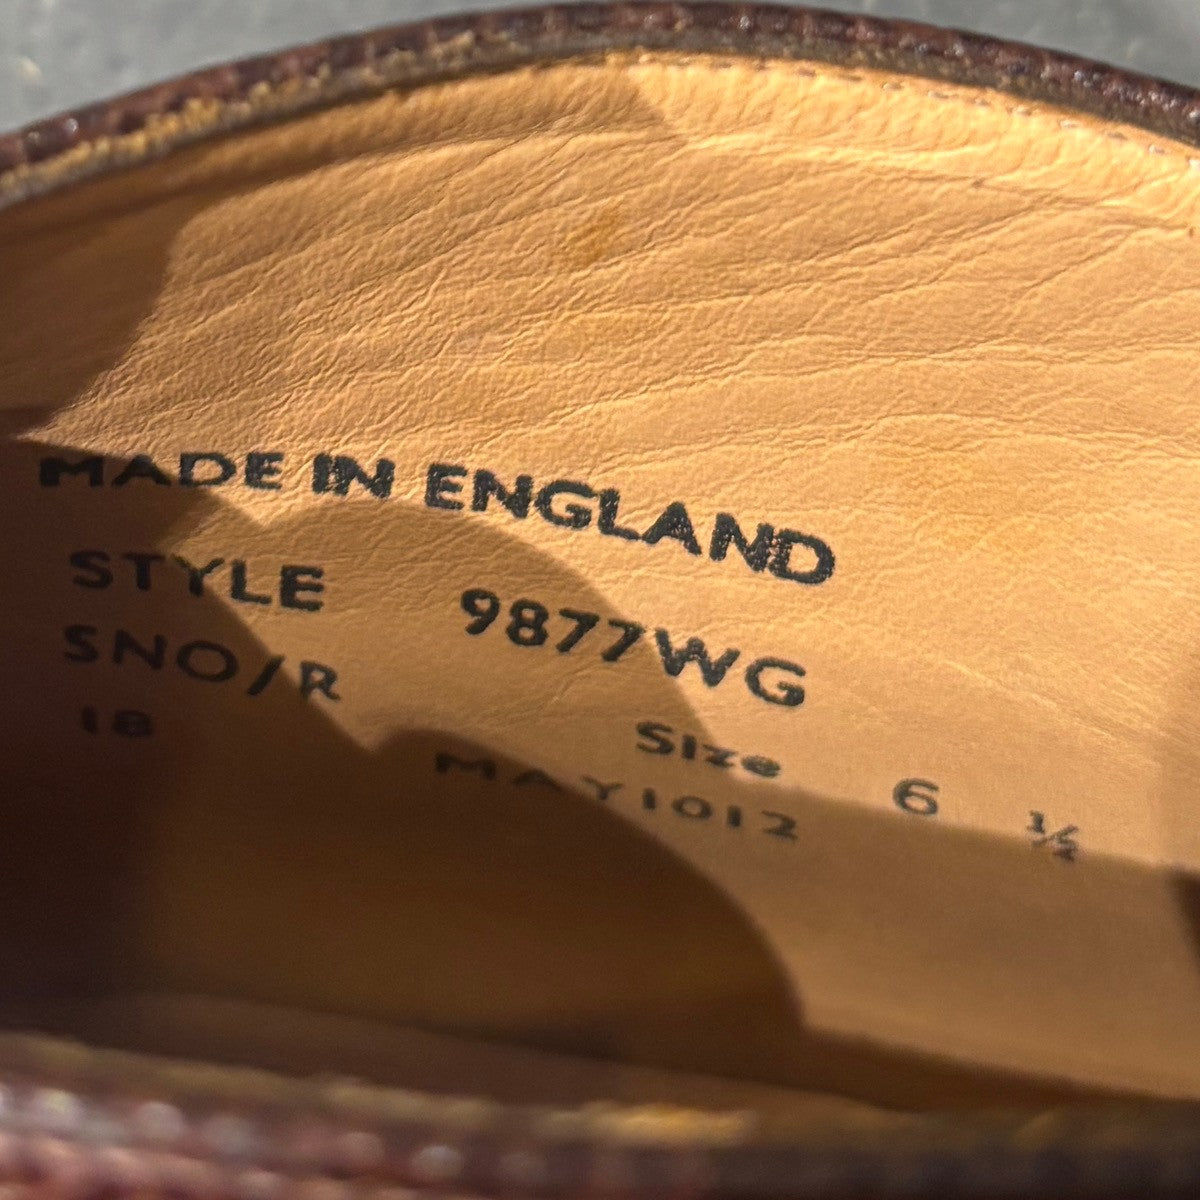 MADE IN ENGLAND
STYLE 9877WG
SNO/R Size 6 ½
18 MAY1012